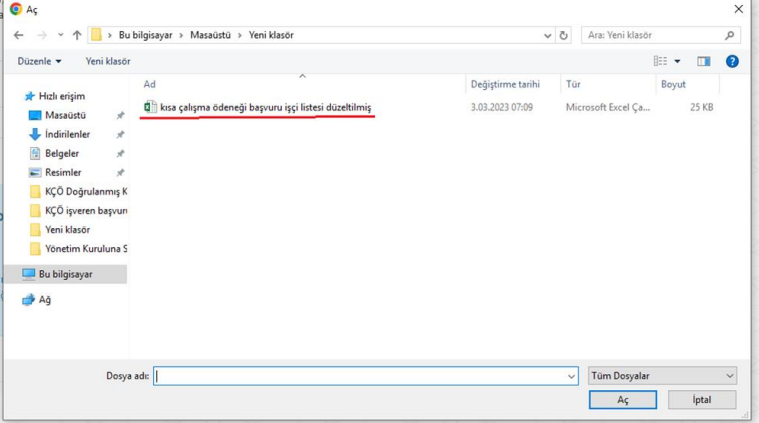 Aç
Bu bilgisayar > Masaüstü > Yeni klasör
Ara: Yeni klasör
Düzenle
Yeni klasör
Ad
Değiştirme tarihi
Tür
Boyut
kısa çalışma ödeneği başvuru işçi listesi düzeltilmiş
3.03.2023 07:09
Microsoft Excel Ça...
25 KB
Hızlı erişim
Masaüstü
İndirilenler
Belgeler
Resimler
KÇÖ Doğrulanmış K
KÇÖ işveren başvuru
Yeni klasör
Yönetim Kuruluna S
Bu bilgisayar
Ağ
Dosya adı:
Tüm Dosyalar
Aç
İptal